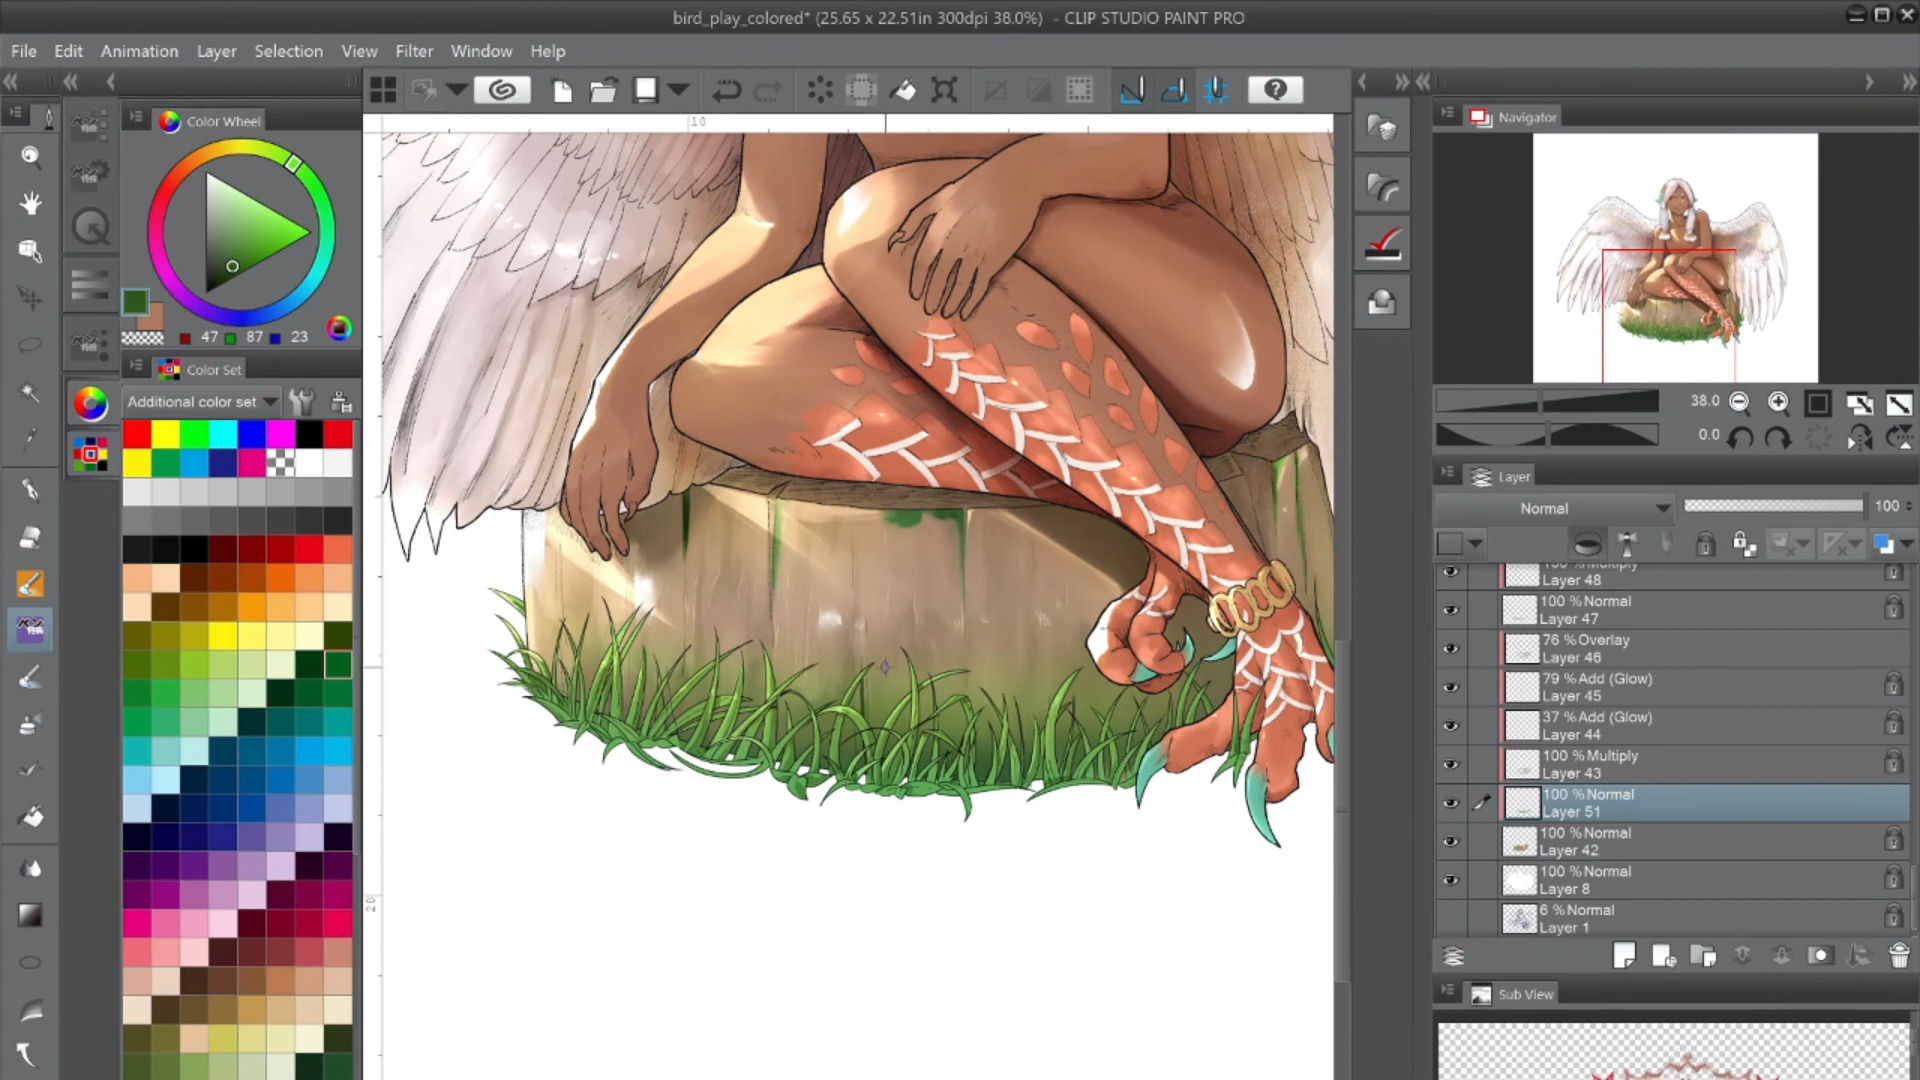 bird_play_colored* (25.65 x 22.51in 300dpi 38.0%) - CLIP STUDIO PAINT PRO
File Edit Animation Layer Selection View Filter Window Help
Color Wheel
47 87 23
Color Set
Additional color set
10
20
Navigator
38.0
0.0
Layer
Normal 100
100 %Multiply
Layer 48
100 %Normal
Layer 47
76 %Overlay
Layer 46
79 %Add (Glow)
Layer 45
37 %Add (Glow)
Layer 44
100 %Multiply
Layer 43
100 %Normal
Layer 51
100 %Normal
Layer 42
100 %Normal
Layer 8
6 %Normal
Layer 1
Sub View